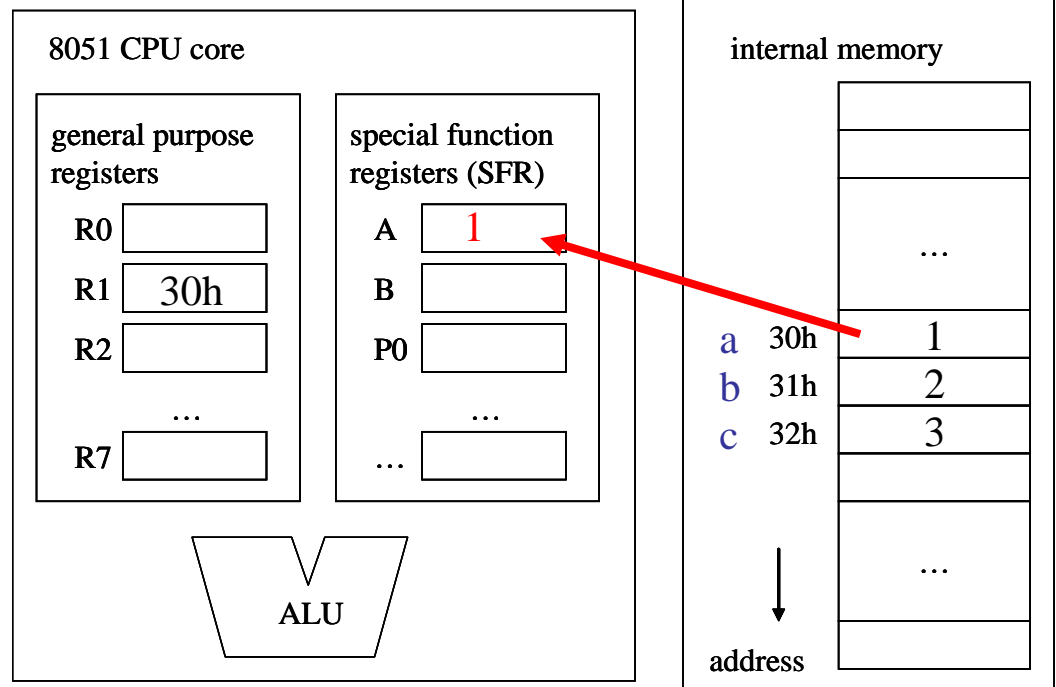 8051 CPU core
general purpose
registers
R0
R1 30h
R2
...
R7
special function
registers (SFR)
A 1
B
P0
...
...
ALU
internal memory
...
a 30h 1
b 31h 2
c 32h 3
...
address